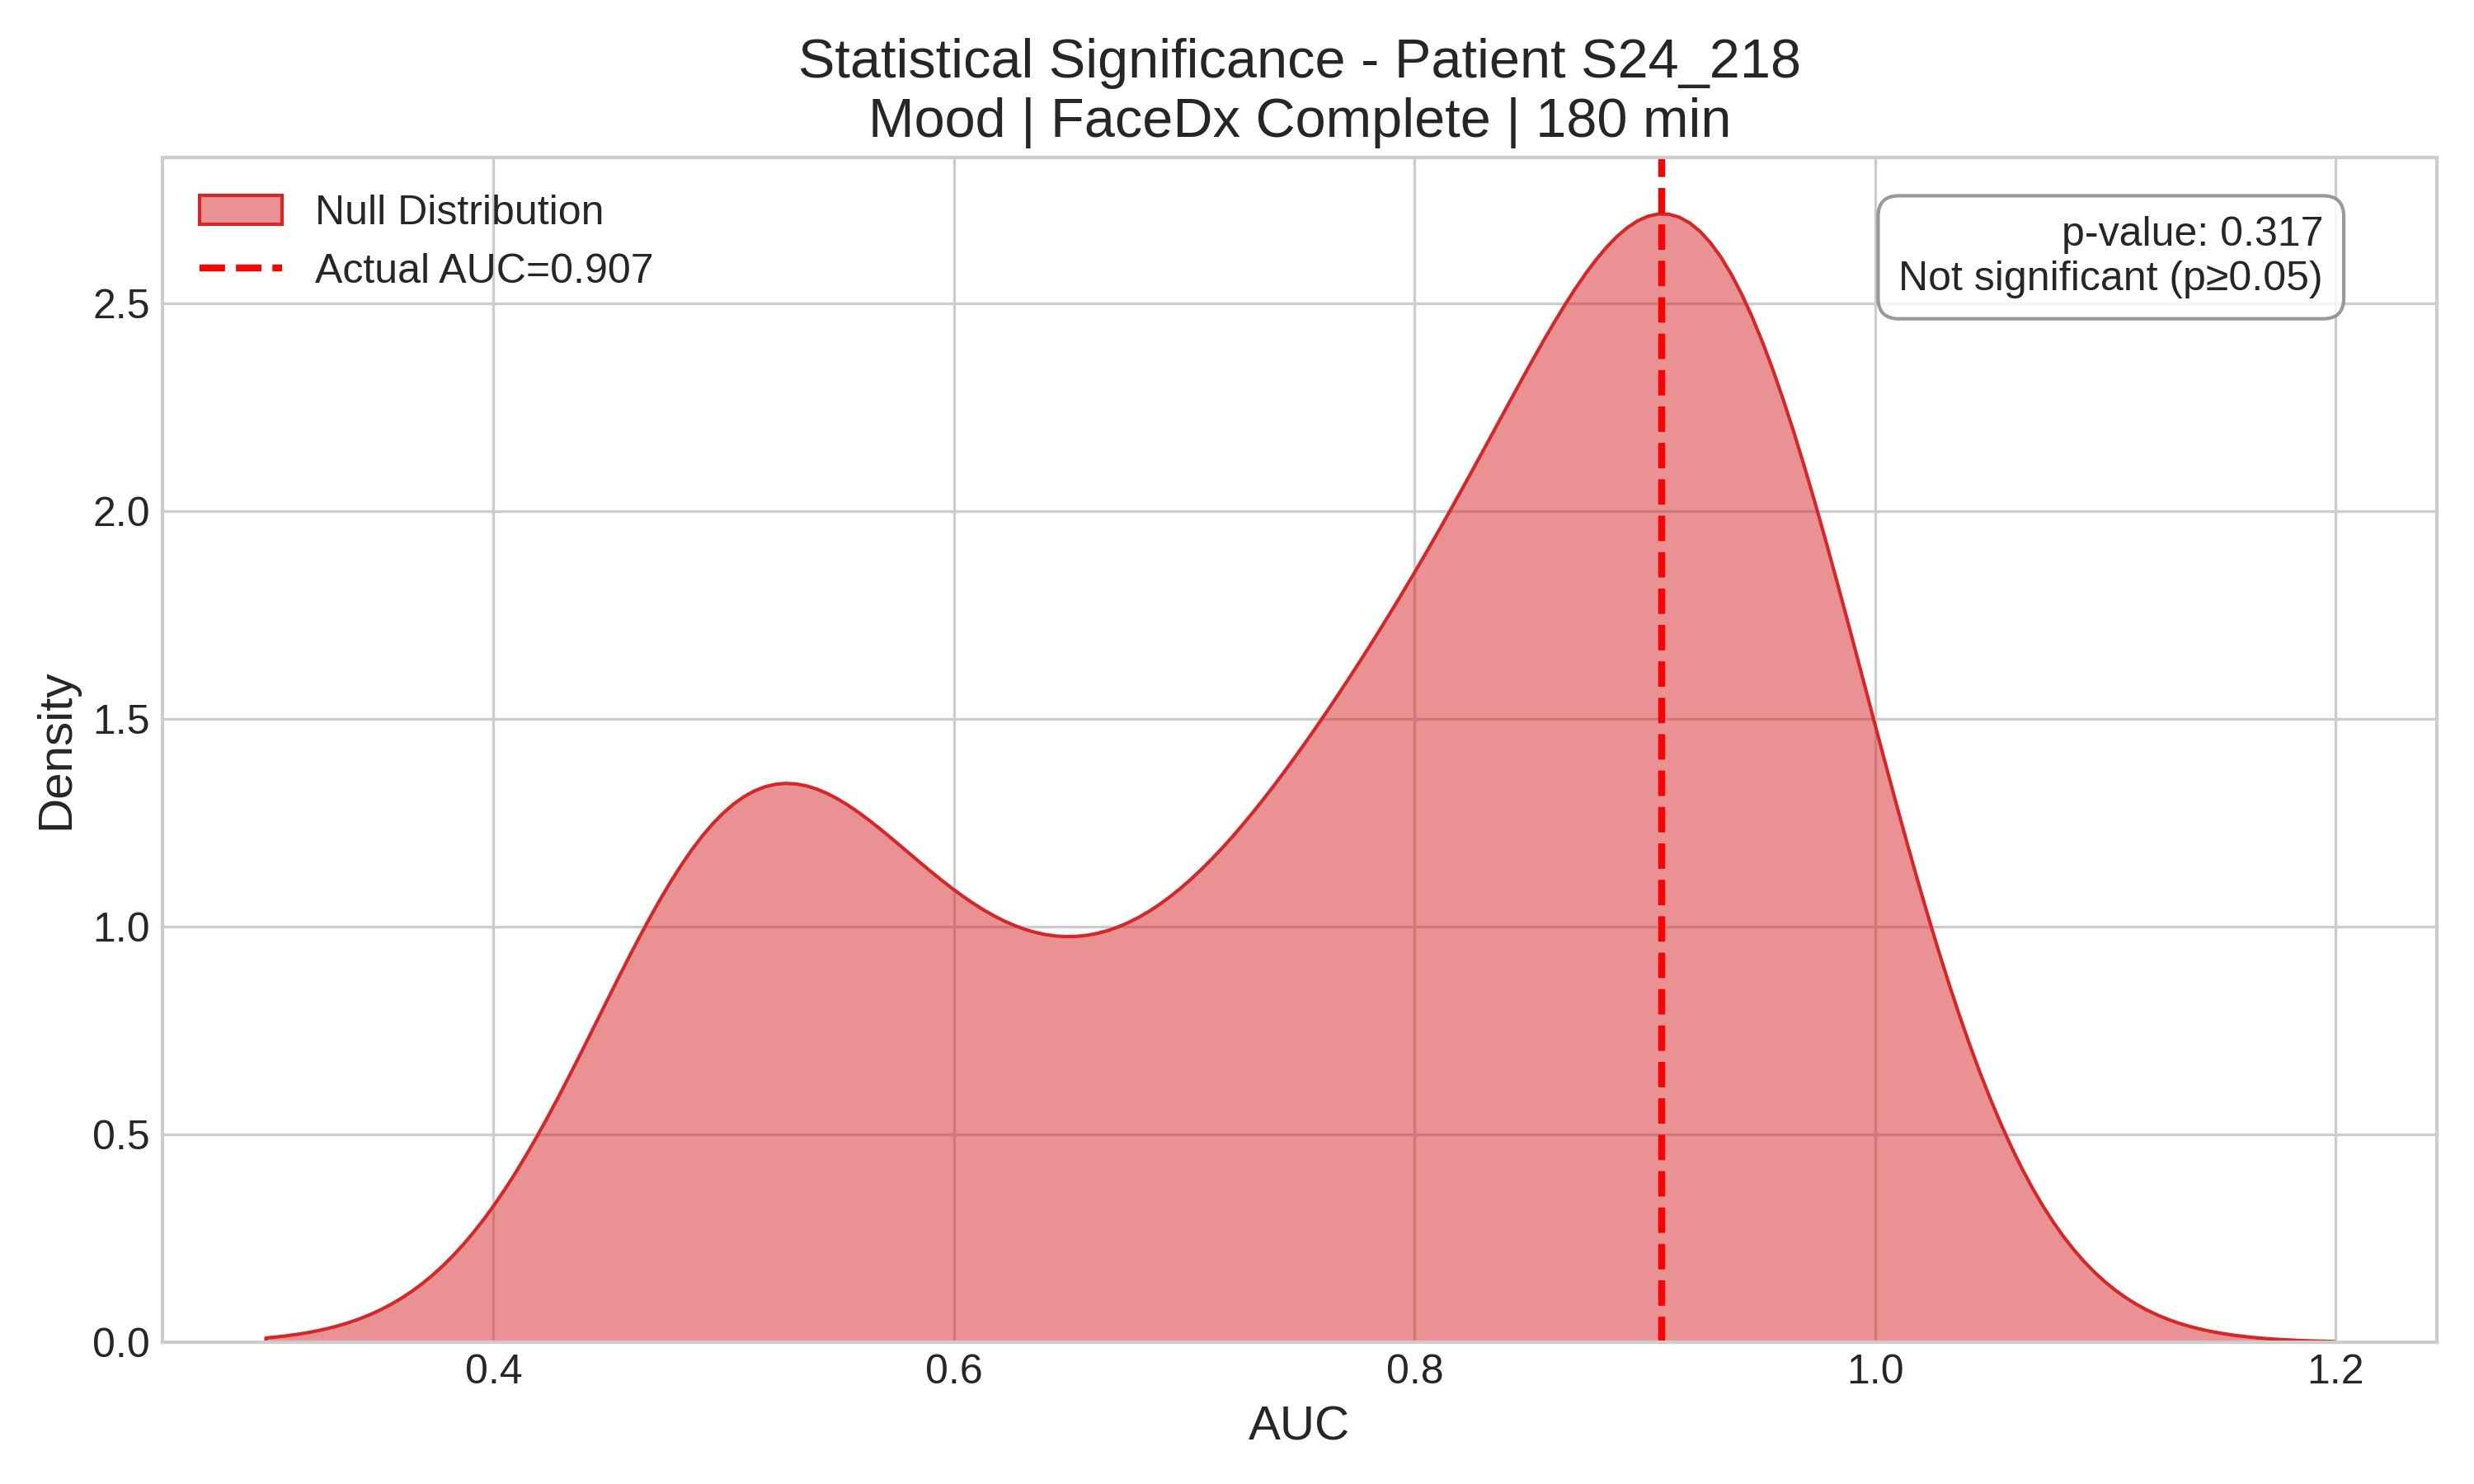 Statistical Significance - Patient S24_218
Mood | FaceDx Complete | 180 min
Null Distribution
Actual AUC=0.907
p-value: 0.317
Not significant (p≥0.05)
Density
2.5
2.0
1.5
1.0
0.5
0.0
0.4
0.6
0.8
1.0
1.2
AUC